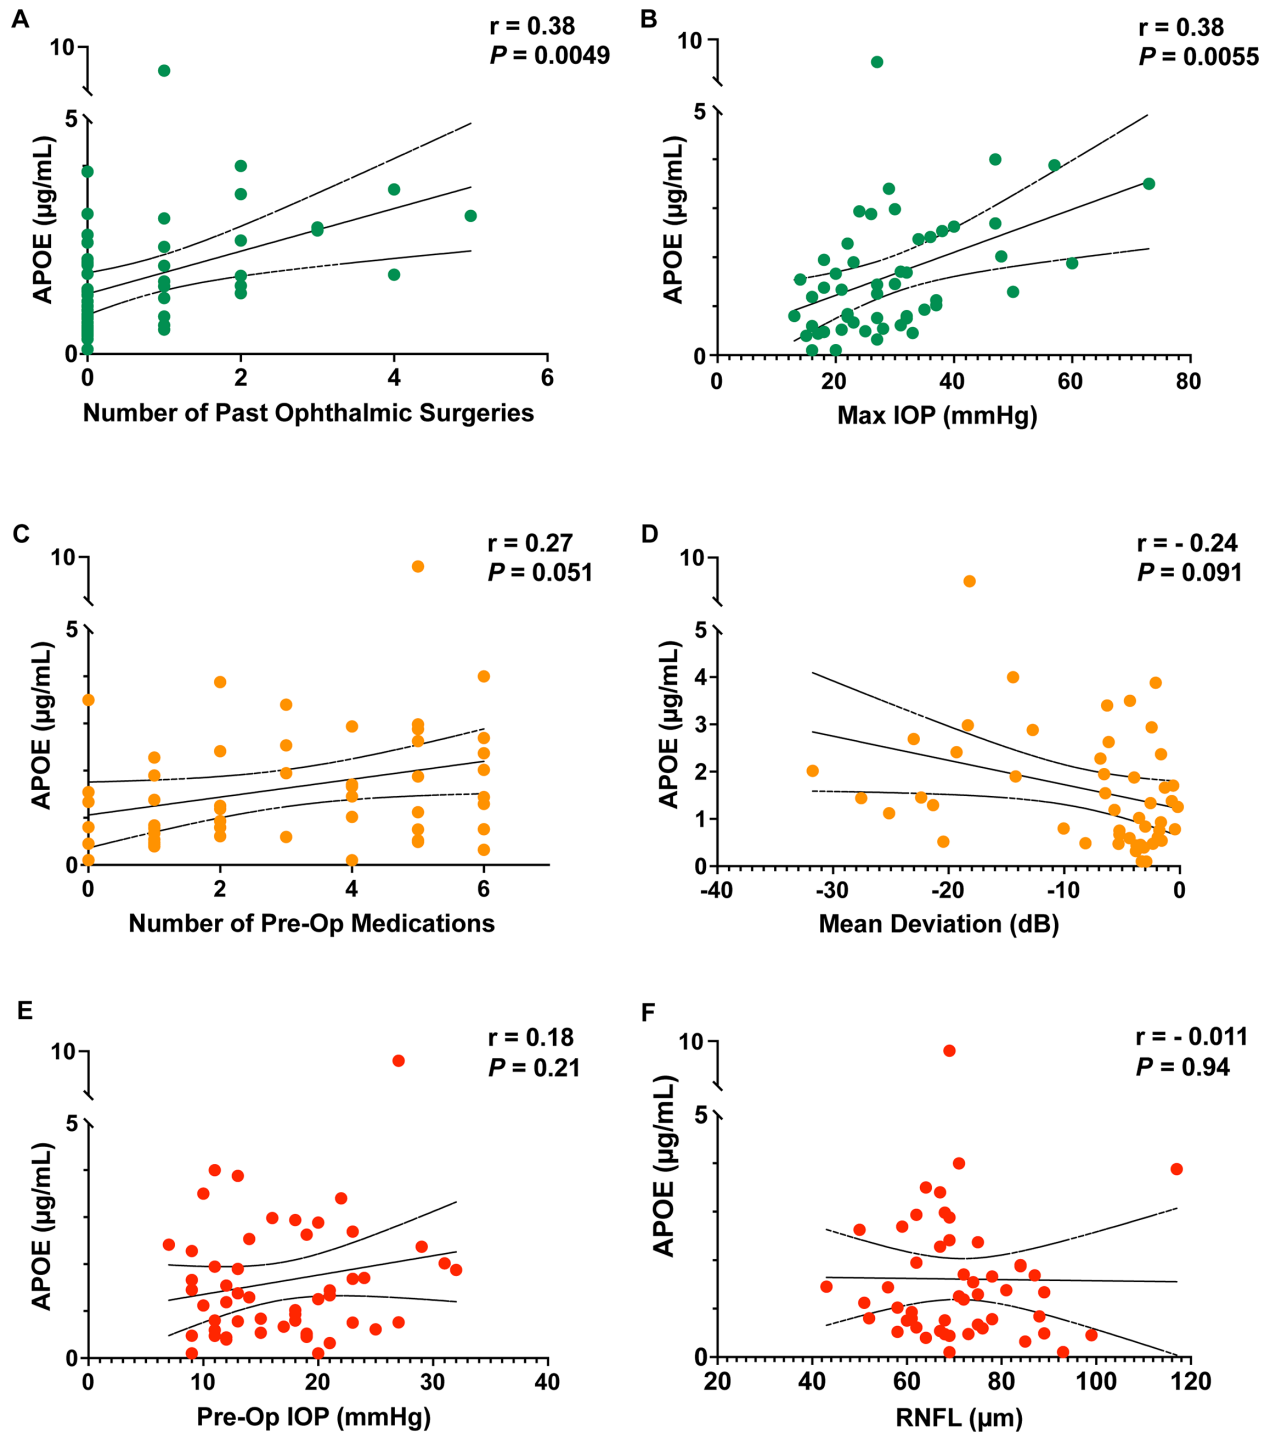 A
r = 0.38
P = 0.0049
10
5
0
APOE (µg/mL)
0 2 4 6
Number of Past Ophthalmic Surgeries
B
r = 0.38
P = 0.0055
10
5
0
APOE (µg/mL)
0 20 40 60 80
Max IOP (mmHg)
C
r = 0.27
P = 0.051
10
5
0
APOE (µg/mL)
0 2 4 6
Number of Pre-Op Medications
D
r = - 0.24
P = 0.091
10
5
4
3
2
1
0
APOE (µg/mL)
-40 -30 -20 -10 0
Mean Deviation (dB)
E
r = 0.18
P = 0.21
10
5
0
APOE (µg/mL)
0 10 20 30 40
Pre-Op IOP (mmHg)
F
r = - 0.011
P = 0.94
10
5
0
APOE (µg/mL)
20 40 60 80 100 120
RNFL (µm)